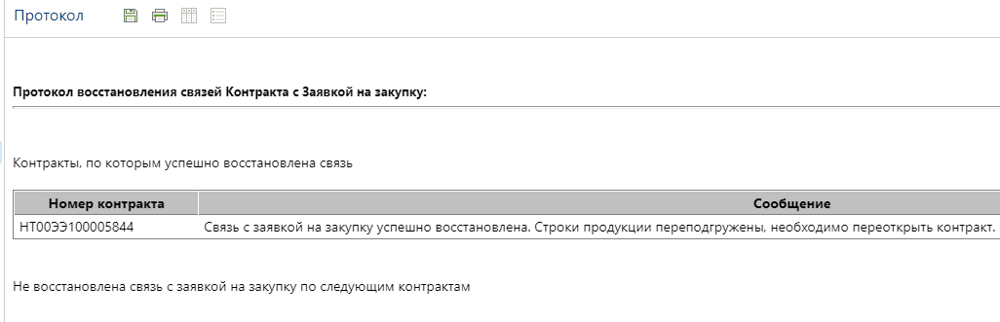 Протокол
Протокол восстановления связей Контракта с Заявкой на закупку:
Контракты, по которым успешно восстановлена связь
Номер контракта Сообщение
НТ00ЭЭ100005844 Связь с заявкой на закупку успешно восстановлена. Строки продукции переподгружены, необходимо переоткрыть контракт.
Не восстановлена связь с заявкой на закупку по следующим контрактам